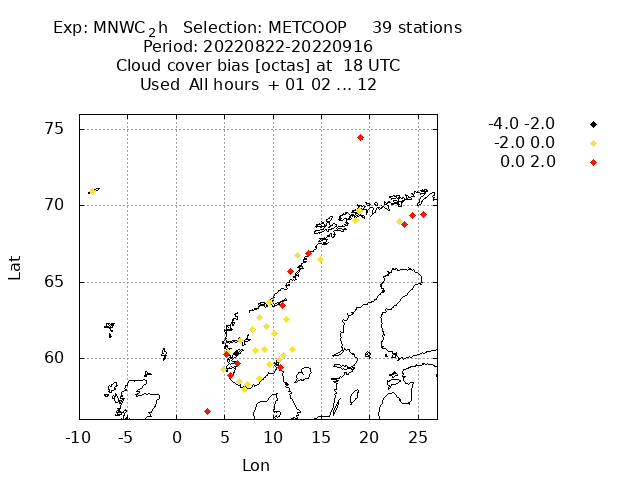 Exp: MNWC₂h Selection: METCOOP 39 stations
Period: 20220822-20220916
Cloud cover bias [octas] at 18 UTC
Used All hours + 01 02 ... 12
-4.0 -2.0
-2.0 0.0
0.0 2.0
75
70
65
60
Lat
-10 -5 0 5 10 15 20 25
Lon